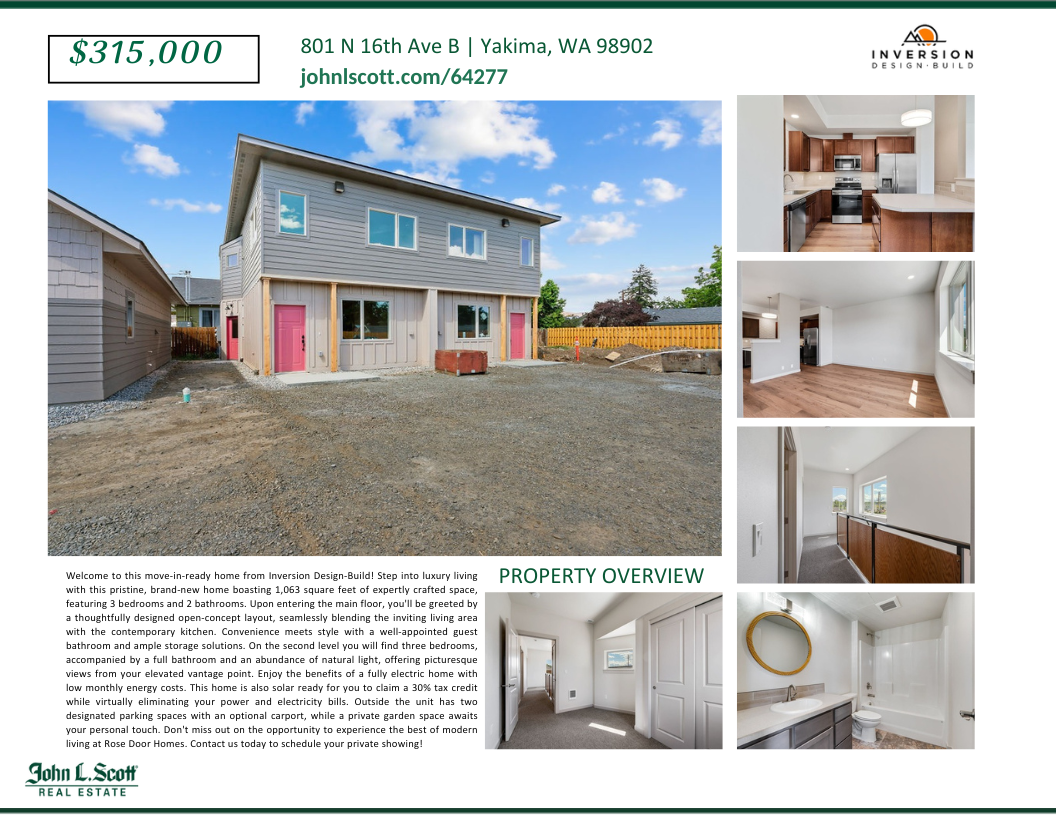 $315,000
801 N 16th Ave B | Yakima, WA 98902
johnlscott.com/64277
INVERSION
DESIGN·BUILD
Welcome to this move-in-ready home from Inversion Design-Build! Step into luxury living
with this pristine, brand-new home boasting 1,063 square feet of expertly crafted space,
featuring 3 bedrooms and 2 bathrooms. Upon entering the main floor, you'll be greeted by
a thoughtfully designed open-concept layout, seamlessly blending the inviting living area
with the contemporary kitchen. Convenience meets style with a well-appointed guest
bathroom and ample storage solutions. On the second level you will find three bedrooms,
accompanied by a full bathroom and an abundance of natural light, offering picturesque
views from your elevated vantage point. Enjoy the benefits of a fully electric home with
low monthly energy costs. This home is also solar ready for you to claim a 30% tax credit
while virtually eliminating your power and electricity bills. Outside the unit has two
designated parking spaces with an optional carport, while a private garden space awaits
your personal touch. Don't miss out on the opportunity to experience the best of modern
living at Rose Door Homes. Contact us today to schedule your private showing!
PROPERTY OVERVIEW
John L. Scott
REAL ESTATE